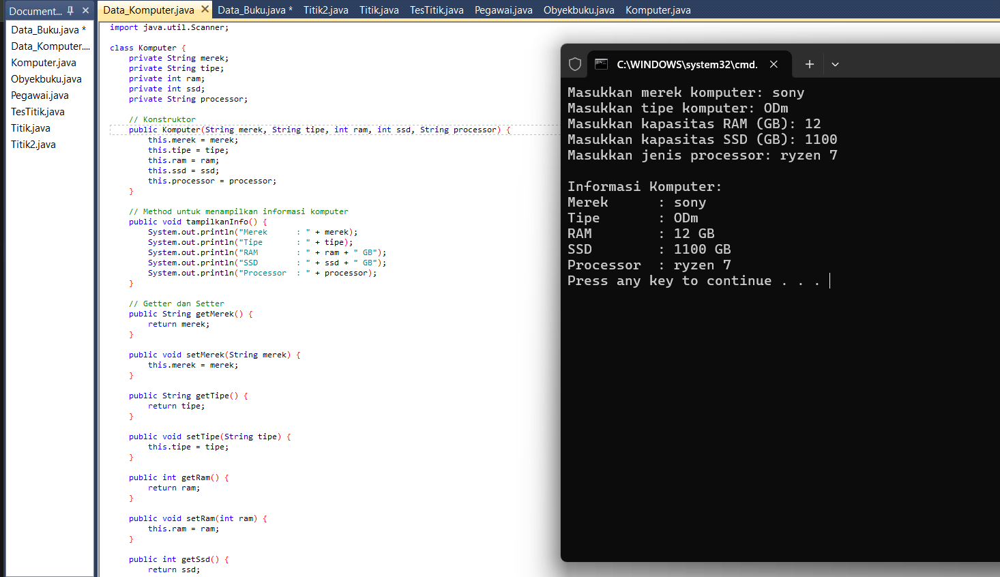 Document...
Data_Buku.java *
Data_Komputer....
Komputer.java
Obyekbuku.java
Pegawai.java
TesTitik.java
Titik.java
Titik2.java
Data_Komputer.java Data_Buku.java * Titik2.java Titik.java TesTitik.java Pegawai.java Obyekbuku.java Komputer.java
import java.util.Scanner;
class Komputer {
private String merek;
private String tipe;
private int ram;
private int ssd;
private String processor;
// Konstruktor
public Komputer(String merek, String tipe, int ram, int ssd, String processor) {
this.merek = merek;
this.tipe = tipe;
this.ram = ram;
this.ssd = ssd;
this.processor = processor;
}
// Method untuk menampilkan informasi komputer
public void tampilkanInfo() {
System.out.println("Merek      : " + merek);
System.out.println("Tipe       : " + tipe);
System.out.println("RAM        : " + ram + " GB");
System.out.println("SSD        : " + ssd + " GB");
System.out.println("Processor  : " + processor);
}
// Getter dan Setter
public String getMerek() {
return merek;
}
public void setMerek(String merek) {
this.merek = merek;
}
public String getTipe() {
return tipe;
}
public void setTipe(String tipe) {
this.tipe = tipe;
}
public int getRam() {
return ram;
}
public void setRam(int ram) {
this.ram = ram;
}
public int getSsd() {
return ssd;
C:\WINDOWS\system32\cmd.
Masukkan merek komputer: sony
Masukkan tipe komputer: ODm
Masukkan kapasitas RAM (GB): 12
Masukkan kapasitas SSD (GB): 1100
Masukkan jenis processor: ryzen 7
Informasi Komputer:
Merek      : sony
Tipe       : ODm
RAM        : 12 GB
SSD        : 1100 GB
Processor  : ryzen 7
Press any key to continue . . .